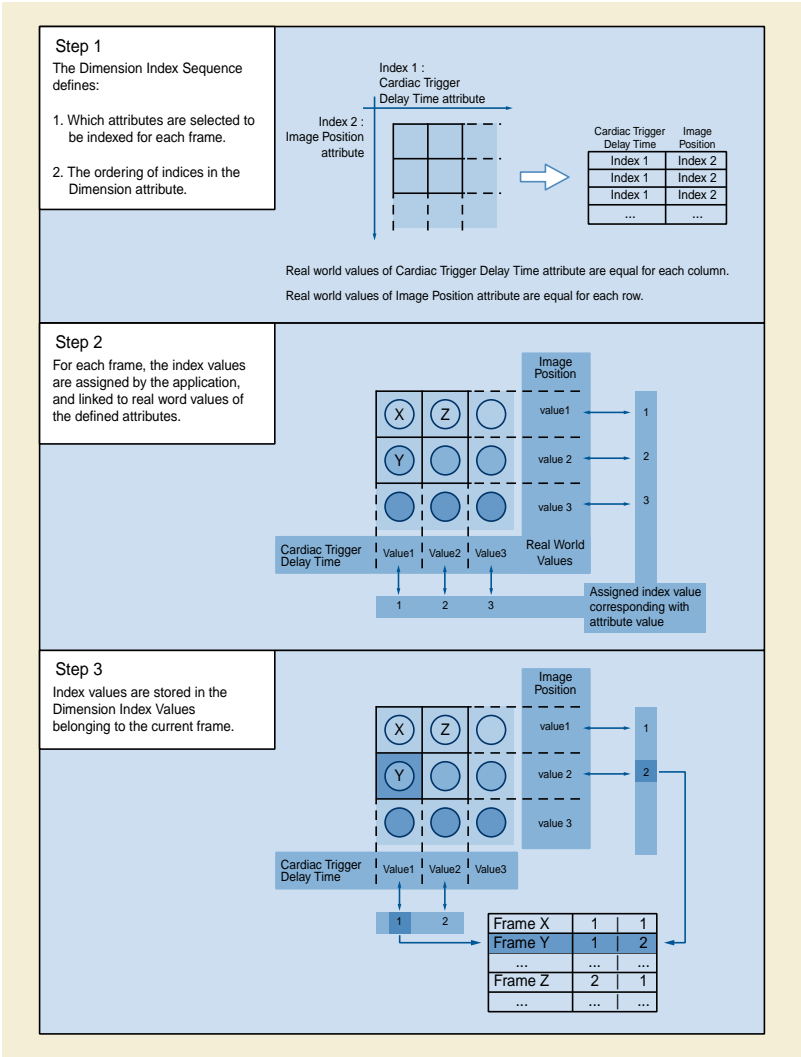 Step 1
The Dimension Index Sequence
defines:
1. Which attributes are selected to
be indexed for each frame.
2. The ordering of indices in the
Dimension attribute.
Index 1 :
Cardiac Trigger
Delay Time attribute
Index 2 :
Image Position
attribute
Cardiac Trigger Image
Delay Time Position
Index 1 Index 2
Index 1 Index 2
Index 1 Index 2
... ...
Real world values of Cardiac Trigger Delay Time attribute are equal for each column.
Real world values of Image Position attribute are equal for each row.
Step 2
For each frame, the index values
are assigned by the application,
and linked to real word values of
the defined attributes.
Image
Position
X Z value1 1
Y value 2 2
value 3 3
Cardiac Trigger
Delay Time
Value1 Value2 Value3
Real World
Values
1 2 3
Assigned index value
corresponding with
attribute value
Step 3
Index values are stored in the
Dimension Index Values
belonging to the current frame.
Image
Position
X Z value1 1
Y value 2 2
value 3
Cardiac Trigger
Delay Time
Value1 Value2 Value3
1 2
Frame X 1 | 1
Frame Y 1 | 2
... ... | ...
Frame Z 2 | 1
... ... | ...